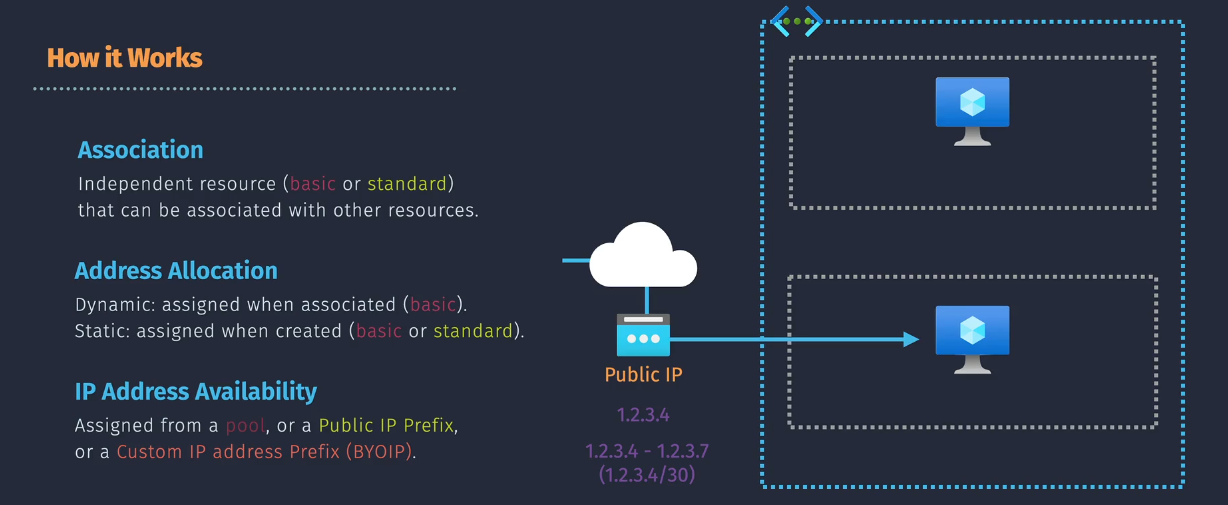 How it Works
Association
Independent resource (basic or standard)
that can be associated with other resources.
Address Allocation
Dynamic: assigned when associated (basic).
Static: assigned when created (basic or standard).
IP Address Availability
Assigned from a pool, or a Public IP Prefix,
or a Custom IP address Prefix (BYOIP).
Public IP
1.2.3.4
1.2.3.4 - 1.2.3.7
(1.2.3.4/30)